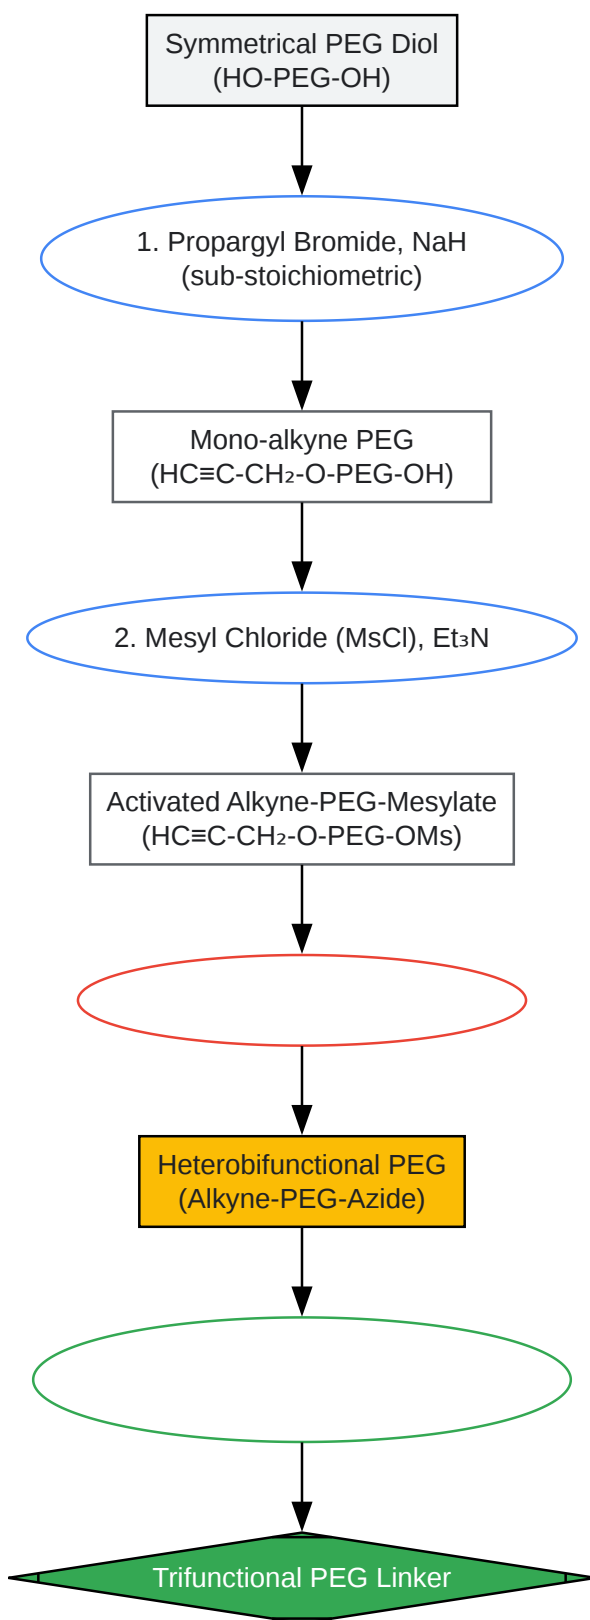 Symmetrical PEG Diol
(HO-PEG-OH)
1. Propargyl Bromide, NaH
(sub-stoichiometric)
Mono-alkyne PEG
(HC≡C-CH₂-O-PEG-OH)
2. Mesyl Chloride (MsCl), Et₃N
Activated Alkyne-PEG-Mesylate
(HC≡C-CH₂-O-PEG-OMs)
Heterobifunctional PEG
(Alkyne-PEG-Azide)
Trifunctional PEG Linker